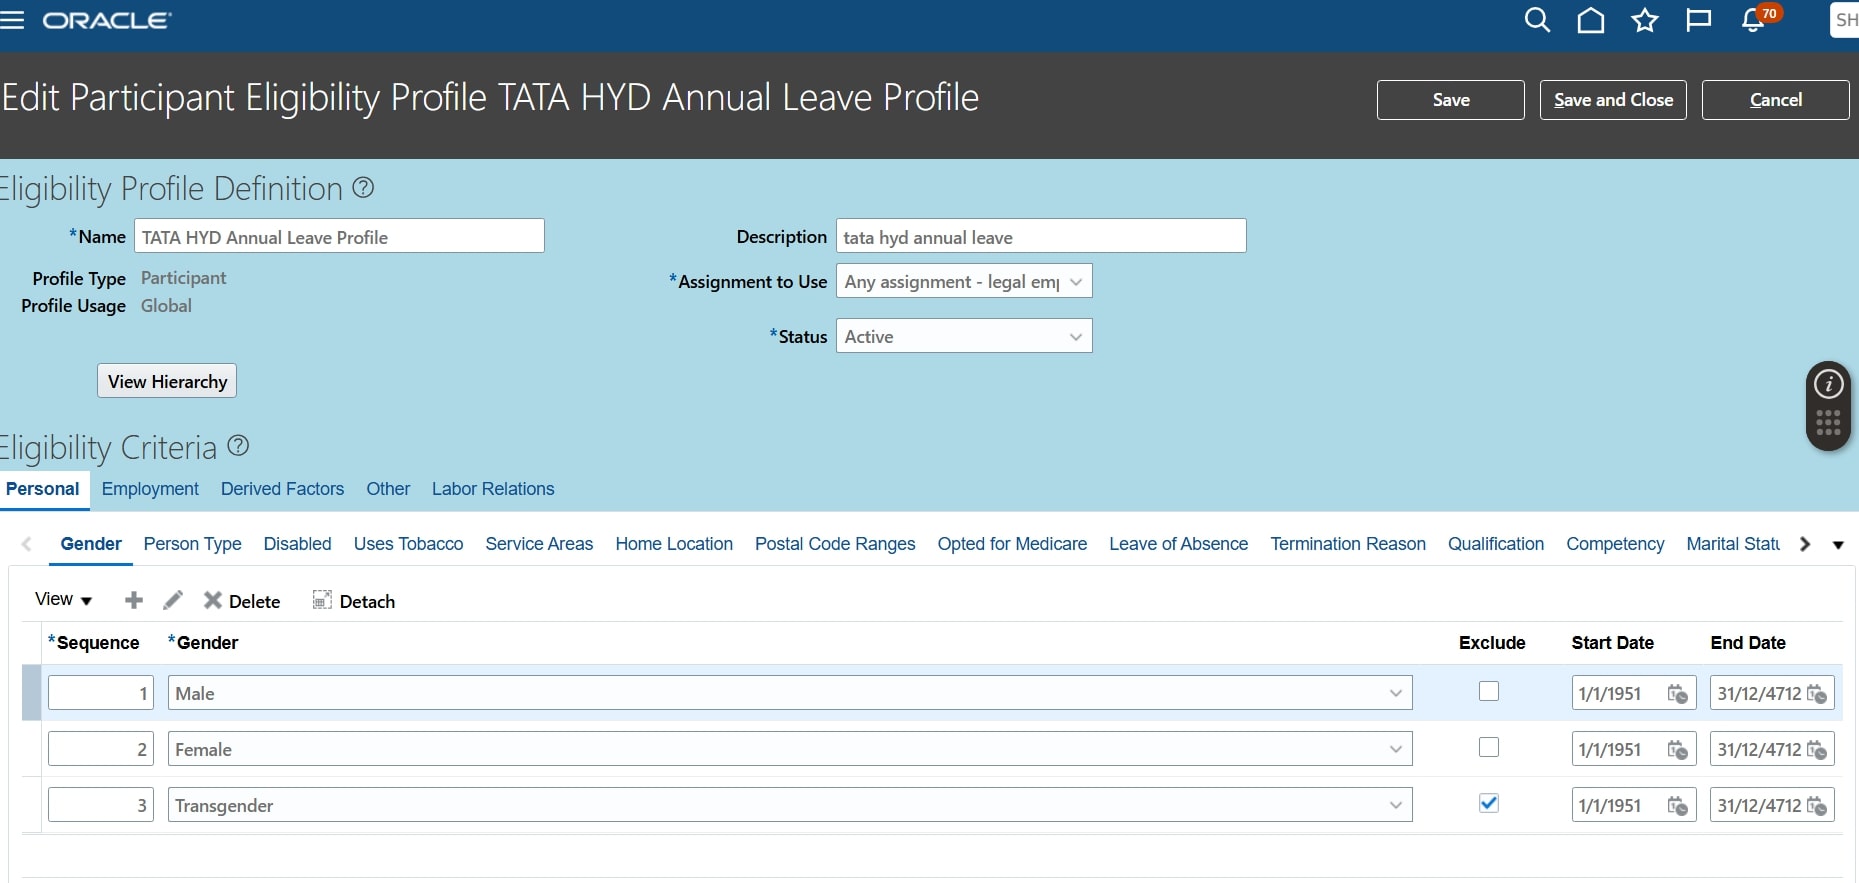 ORACLE
70
SH
Edit Participant Eligibility Profile TATA HYD Annual Leave Profile
Save
Save and Close
Cancel
Eligibility Profile Definition ?
*Name TATA HYD Annual Leave Profile
Description tata hyd annual leave
Profile Type Participant
*Assignment to Use Any assignment - legal emp
Profile Usage Global
*Status Active
View Hierarchy
Eligibility Criteria ?
Personal Employment Derived Factors Other Labor Relations
Gender Person Type Disabled Uses Tobacco Service Areas Home Location Postal Code Ranges Opted for Medicare Leave of Absence Termination Reason Qualification Competency Marital Statu
View Delete Detach
*Sequence *Gender Exclude Start Date End Date
1 Male 1/1/1951 31/12/4712
2 Female 1/1/1951 31/12/4712
3 Transgender 1/1/1951 31/12/4712